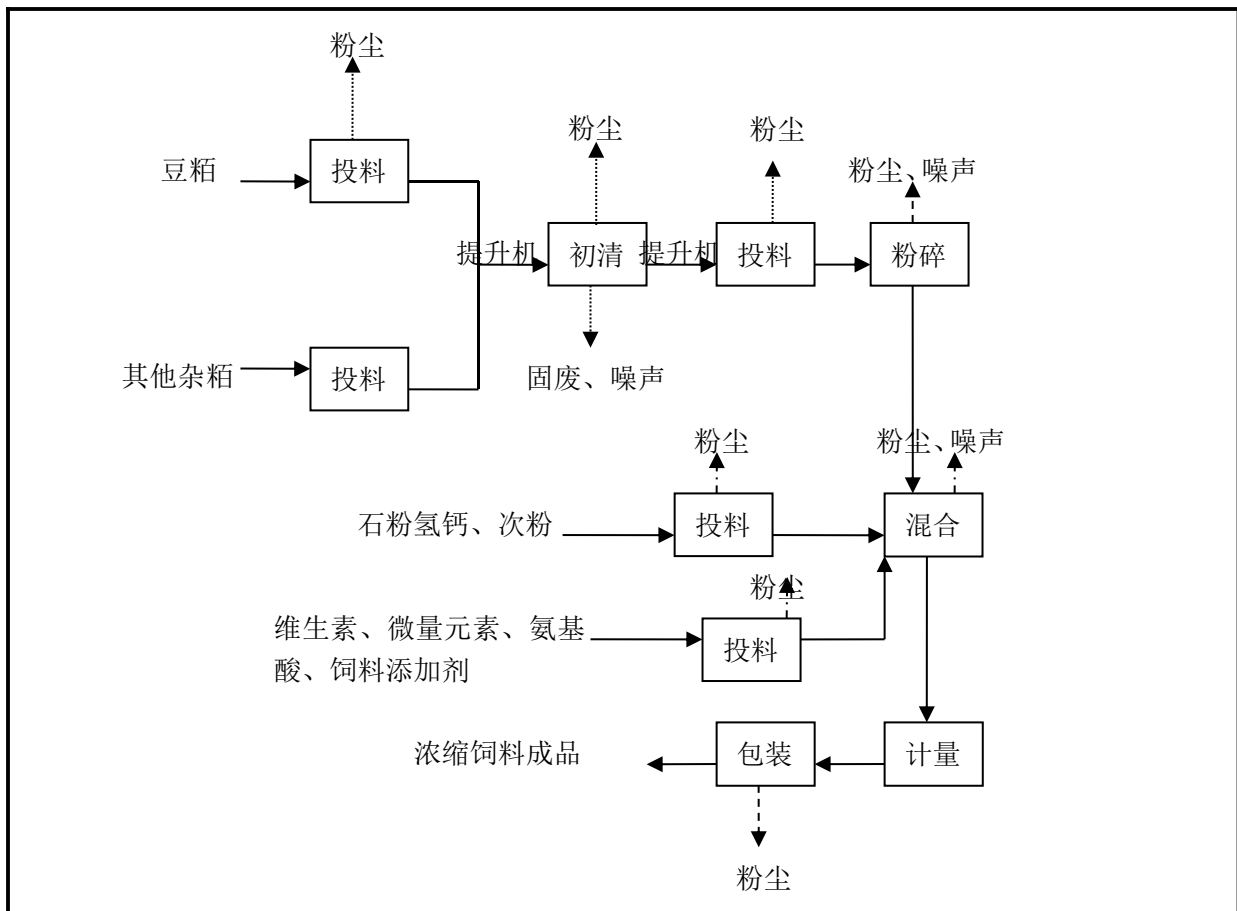 粉尘
粉尘
粉尘
粉尘、噪声
豆粕
投料
提升机
初清
提升机
投料
粉碎
其他杂粕
投料
固废、噪声
粉尘
粉尘、噪声
石粉氢钙、次粉
投料
混合
粉尘
维生素、微量元素、氨基
酸、饲料添加剂
投料
浓缩饲料成品
包装
计量
粉尘